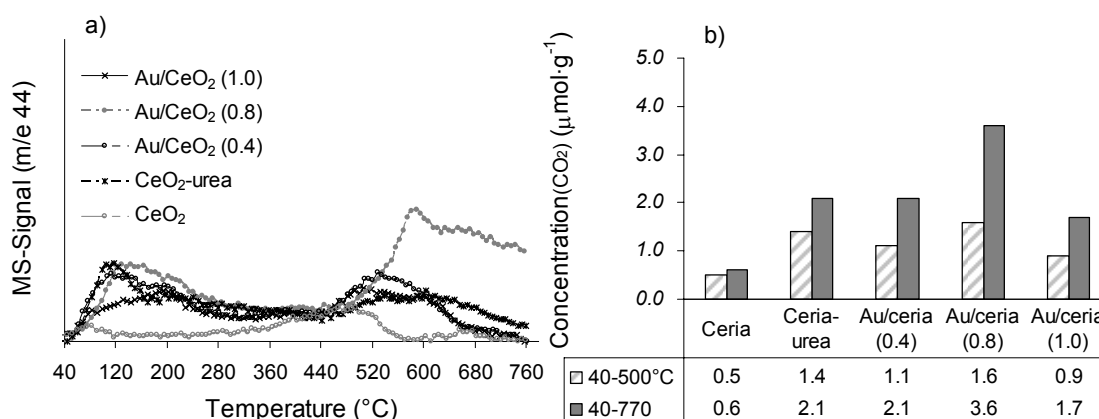 a)
MS-Signal (m/e 44)
Au/CeO₂ (1.0)
Au/CeO₂ (0.8)
Au/CeO₂ (0.4)
CeO₂-urea
CeO₂
40 120 200 280 360 440 520 600 680 760
Temperature (°C)
b)
Concentration(CO₂) (μmol·g⁻¹)
5.0
4.0
3.0
2.0
1.0
0.0
Ceria Ceria-urea Au/ceria (0.4) Au/ceria (0.8) Au/ceria (1.0)
40-500°C 0.5 1.4 1.1 1.6 0.9
40-770 0.6 2.1 2.1 3.6 1.7